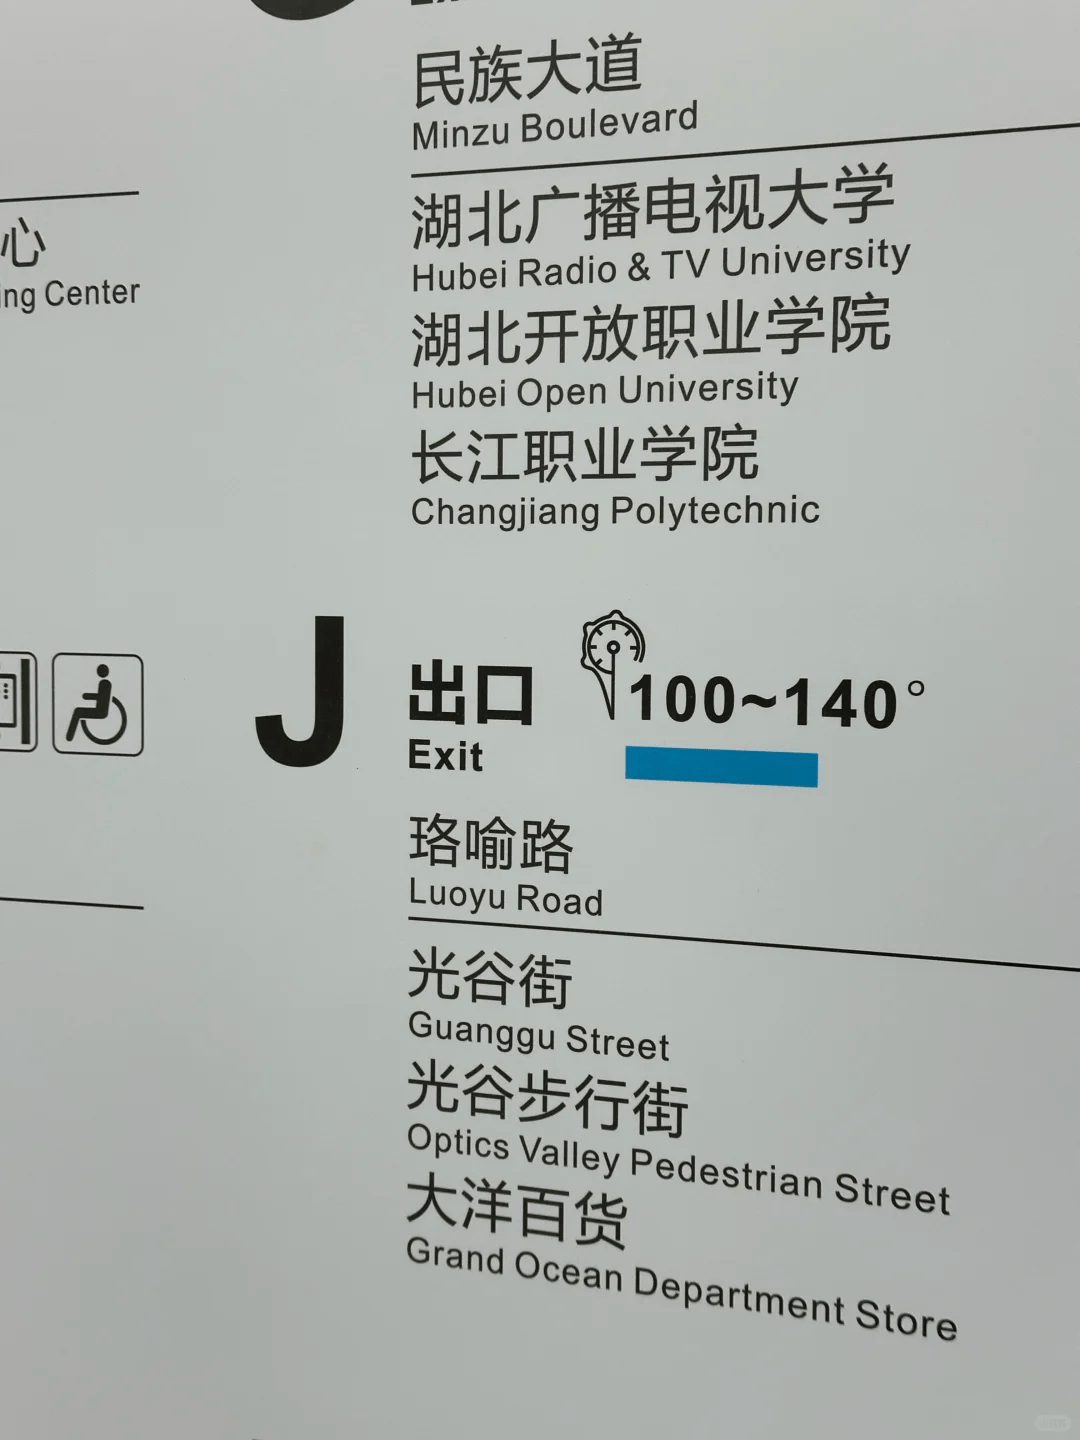 民族大道
Minzu Boulevard
湖北广播电视大学
Hubei Radio & TV University
湖北开放职业学院
Hubei Open University
长江职业学院
Changjiang Polytechnic
心
ing Center
J 出口 100~140°
Exit
珞喻路
Luoyu Road
光谷街
Guanggu Street
光谷步行街
Optics Valley Pedestrian Street
大洋百货
Grand Ocean Department Store